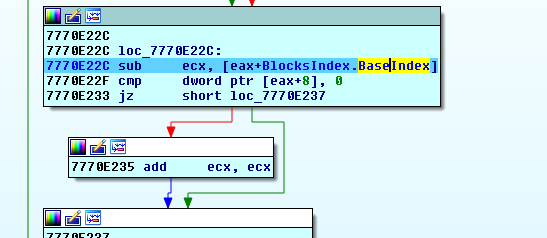 7770E22C
7770E22C loc_7770E22C:
7770E22C sub ecx, [eax+BlocksIndex.BaseIndex]
7770E22F cmp dword ptr [eax+8], 0
7770E233 jz short loc_7770E237
7770E235 add ecx, ecx
7770E237